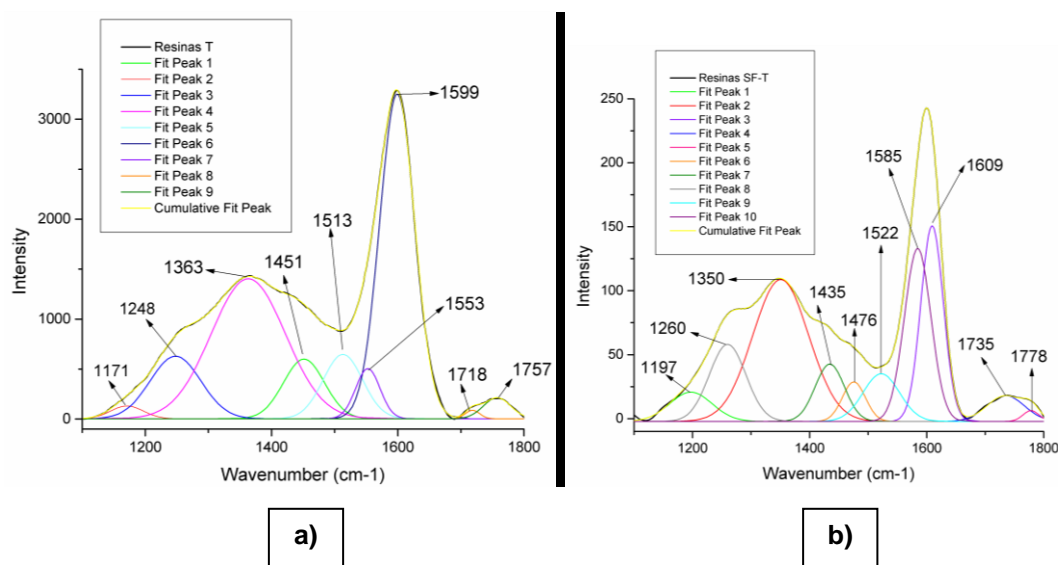 Resinas T
Fit Peak 1
Fit Peak 2
Fit Peak 3
Fit Peak 4
Fit Peak 5
Fit Peak 6
Fit Peak 7
Fit Peak 8
Fit Peak 9
Cumulative Fit Peak
3000
2000
1000
0
Intensity
1171
1248
1363
1451
1513
1599
1553
1718
1757
1200
1400
1600
1800
Wavenumber (cm-1)
a)
Resinas SF-T
Fit Peak 1
Fit Peak 2
Fit Peak 3
Fit Peak 4
Fit Peak 5
Fit Peak 6
Fit Peak 7
Fit Peak 8
Fit Peak 9
Fit Peak 10
Cumulative Fit Peak
250
200
150
100
50
0
Intensity
1197
1260
1350
1435
1476
1522
1585
1609
1735
1778
1200
1400
1600
1800
Wavenumber (cm-1)
b)